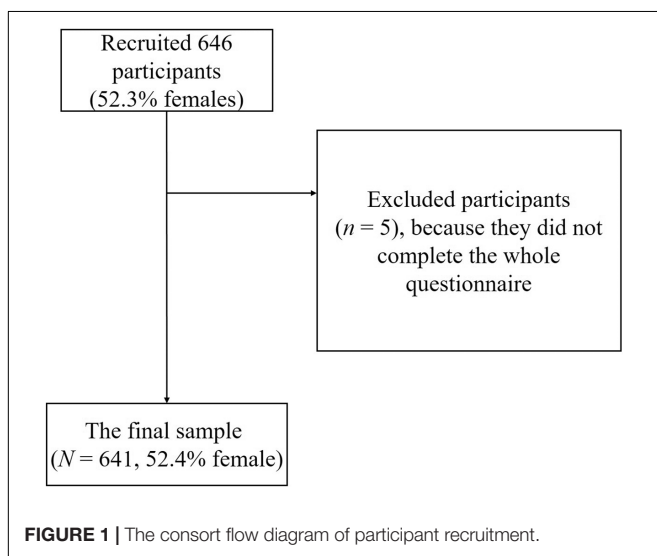 Recruited 646
participants
(52.3% females)
Excluded participants
(n = 5), because they did not
complete the whole
questionnaire
The final sample
(N = 641, 52.4% female)
FIGURE 1 | The consort flow diagram of participant recruitment.